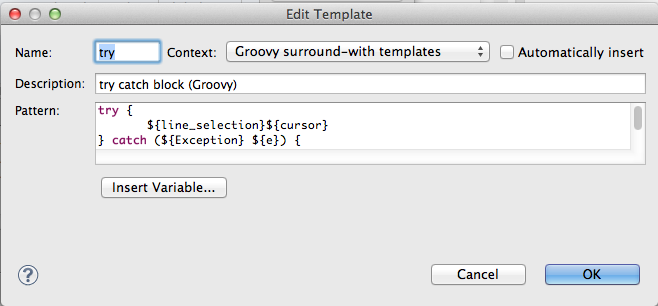 Edit Template
Name: try Context: Groovy surround-with templates Automatically insert
Description: try catch block (Groovy)
Pattern: try {
${line_selection}${cursor}
} catch (${Exception} ${e}) {
Insert Variable...
? Cancel OK